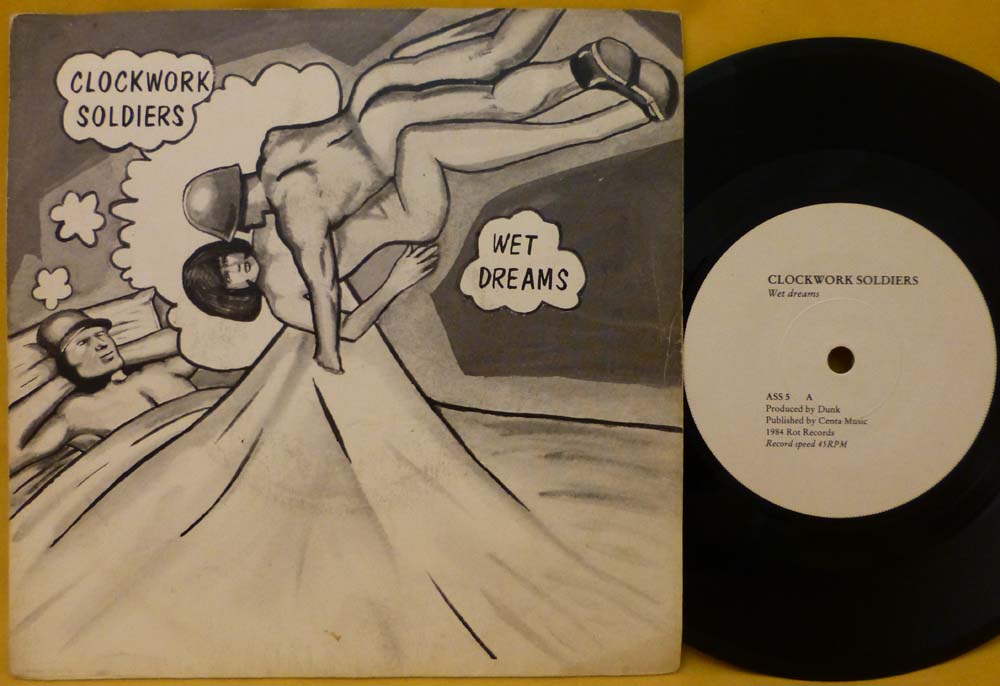 CLOCKWORK
SOLDIERS
WET
DREAMS
CLOCKWORK SOLDIERS
Wet dreams
ASS 5 A
Produced by Dunk
Published by Centa Music
1984 Rot Records
Record speed 45RPM